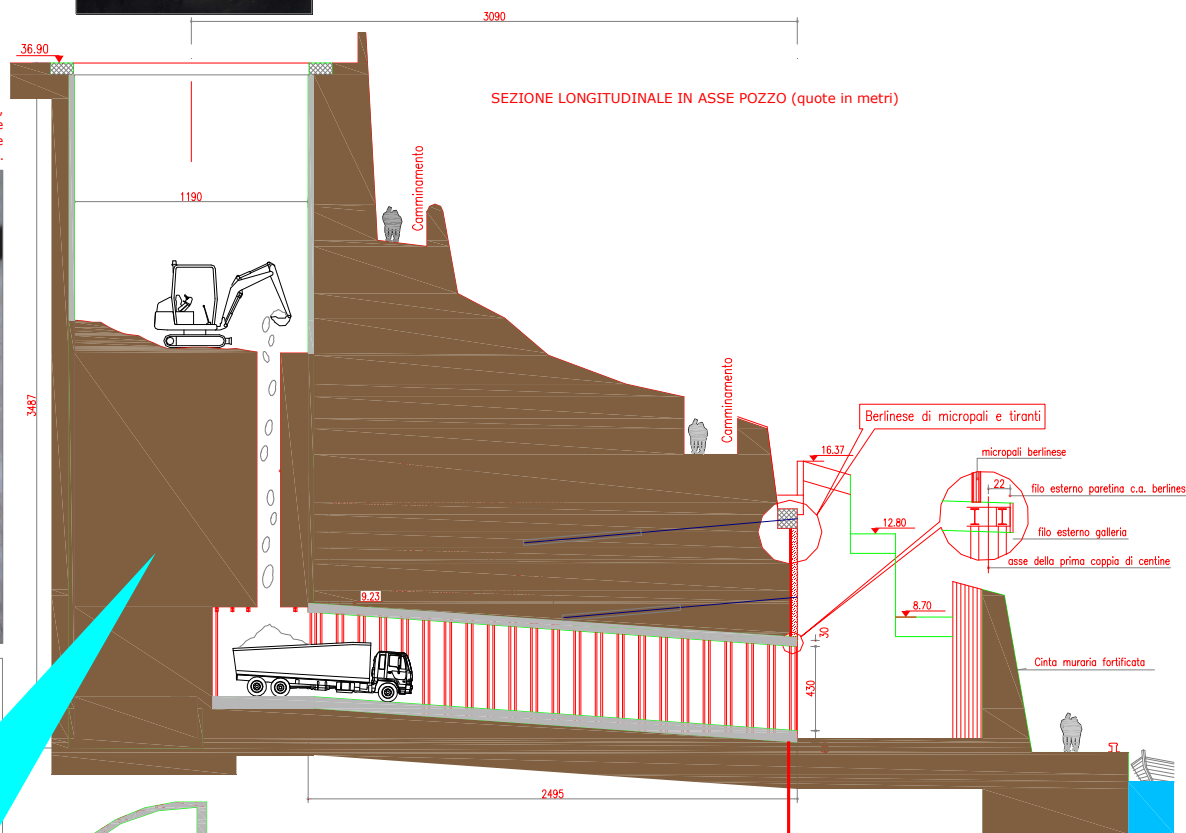 3090
36.90
SEZIONE LONGITUDINALE IN ASSE POZZO (quote in metri)
Camminamento
1190
3487
Camminamento
Berlinese di micropali e tiranti
16.37
micropali berlinese
22
filo esterno paretina c.a. berlines
12.80
filo esterno galleria
asse della prima coppia di centine
9.23
8.70
30
Cinta muraria fortificata
430
2495